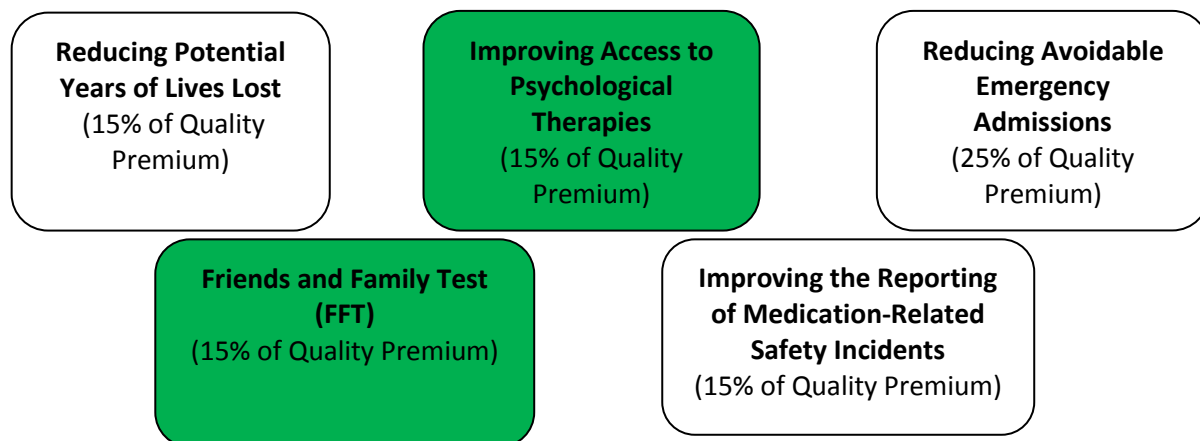 Reducing Potential
Years of Lives Lost
(15% of Quality
Premium)
Improving Access to
Psychological
Therapies
(15% of Quality
Premium)
Reducing Avoidable
Emergency
Admissions
(25% of Quality
Premium)
Friends and Family Test
(FFT)
(15% of Quality Premium)
Improving the Reporting
of Medication-Related
Safety Incidents
(15% of Quality Premium)